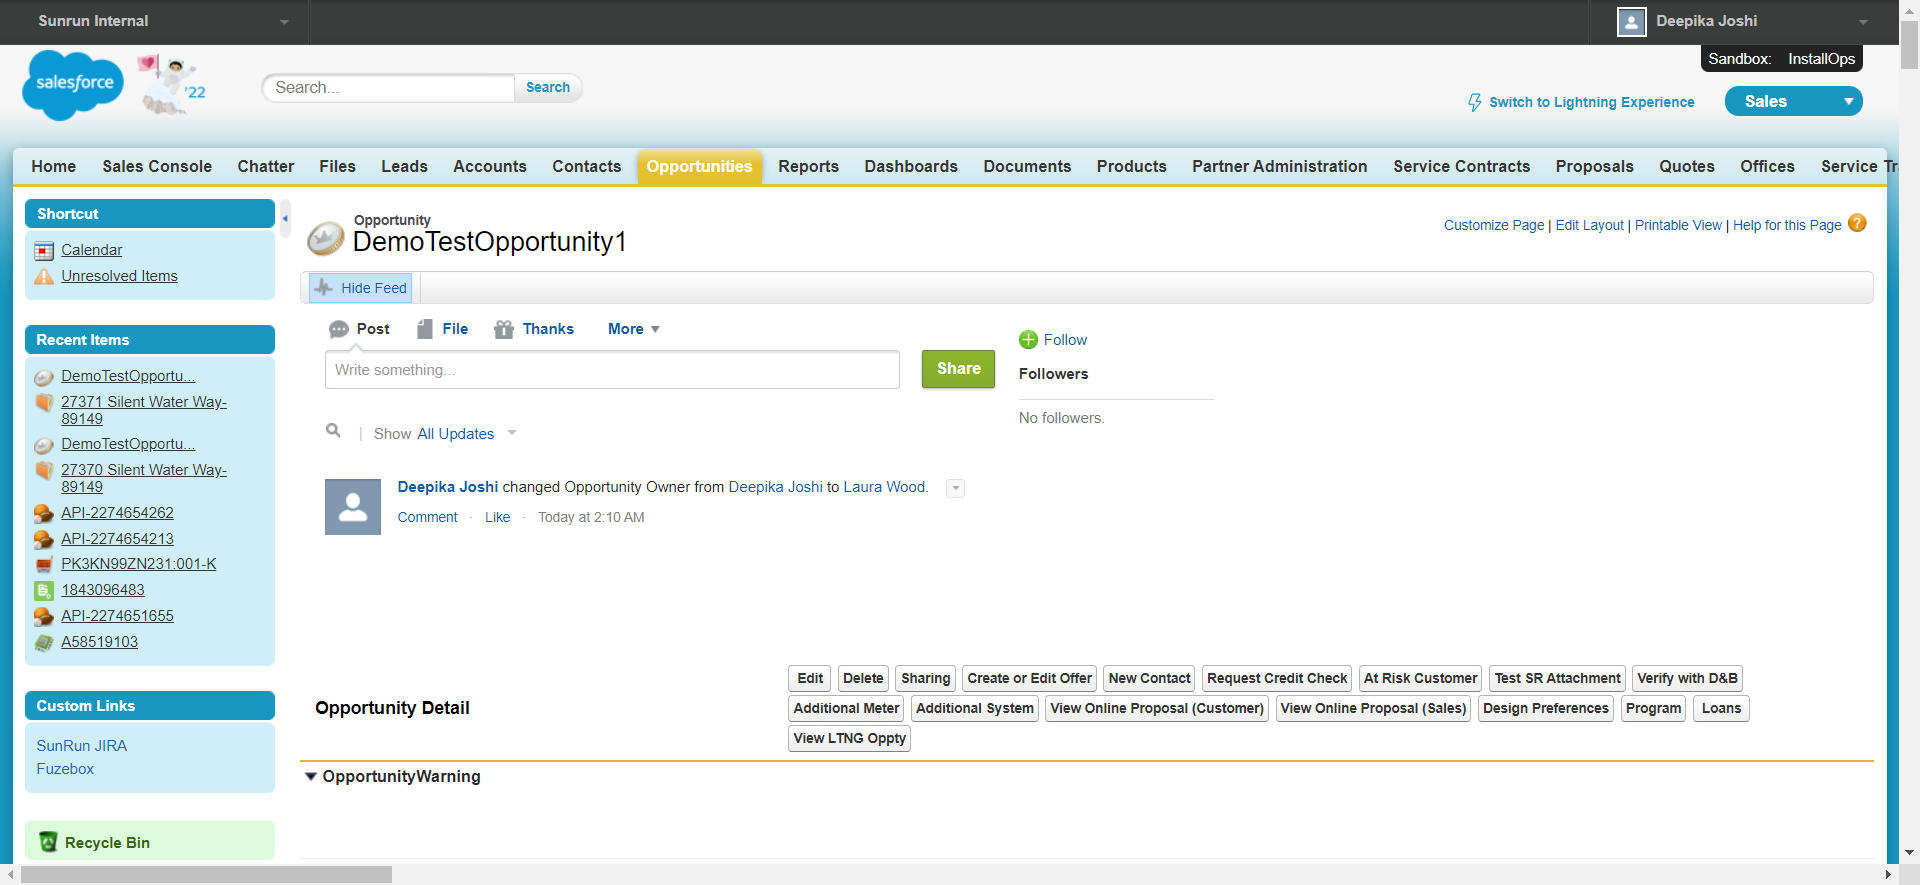 Sunrun Internal
Deepika Joshi
Sandbox: InstallOps
salesforce
'22
Search...
Search
Switch to Lightning Experience
Sales
Home Sales Console Chatter Files Leads Accounts Contacts Opportunities Reports Dashboards Documents Products Partner Administration Service Contracts Proposals Quotes Offices Service Tr
Shortcut
Calendar
Unresolved Items
Recent Items
DemoTestOpportu...
27371 Silent Water Way-
89149
DemoTestOpportu...
27370 Silent Water Way-
89149
API-2274654262
API-2274654213
PK3KN99ZN231:001-K
1843096483
API-2274651655
A58519103
Custom Links
SunRun JIRA
Fuzebox
Recycle Bin
Opportunity
DemoTestOpportunity1
Customize Page | Edit Layout | Printable View | Help for this Page ?
Hide Feed
Post File Thanks More
Write something...
Share
Follow
Followers
No followers.
| Show All Updates
Deepika Joshi changed Opportunity Owner from Deepika Joshi to Laura Wood.
Comment · Like · Today at 2:10 AM
Opportunity Detail
Edit Delete Sharing Create or Edit Offer New Contact Request Credit Check At Risk Customer Test SR Attachment Verify with D&B
Additional Meter Additional System View Online Proposal (Customer) View Online Proposal (Sales) Design Preferences Program Loans
View LTNG Oppty
OpportunityWarning